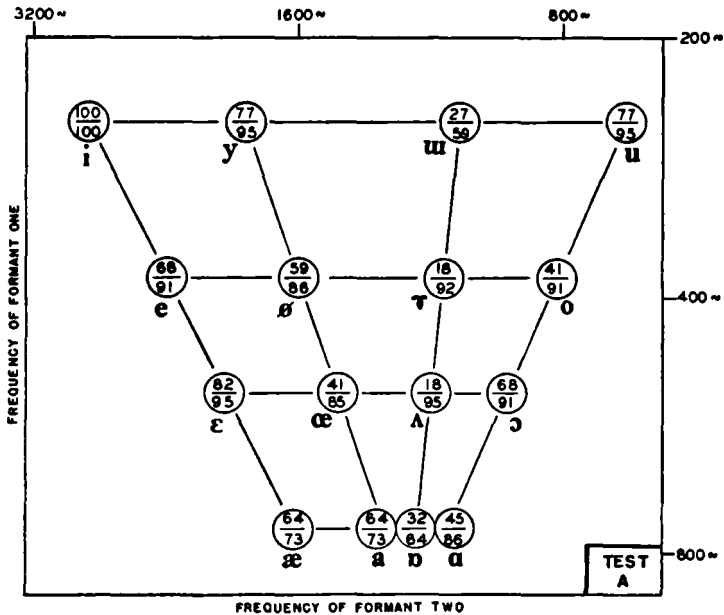 3200~ 1600~ 800~
200~
100 77 27 77
100 95 59 95
i y ɯ u
68 59 18 41
91 86 92 91
e ø ɤ o
400~
82 41 18 68
95 85 95 91
ɛ œ ʌ ɔ
64 64 32 45
73 73 64 86
æ a ɒ ɑ
800~
TEST
A
FREQUENCY OF FORMANT ONE
FREQUENCY OF FORMANT TWO